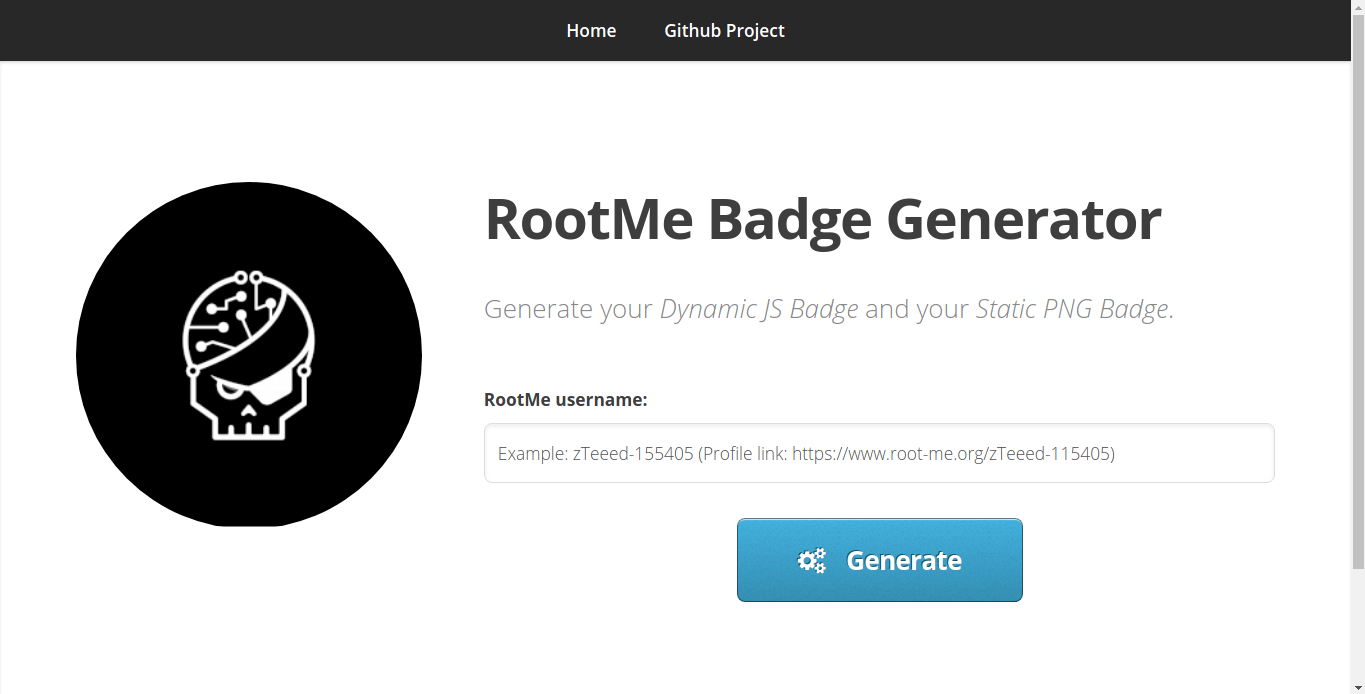 Home Github Project
RootMe Badge Generator
Generate your Dynamic JS Badge and your Static PNG Badge.
RootMe username:
Example: zTeeed-155405 (Profile link: https://www.root-me.org/zTeeed-115405)
Generate